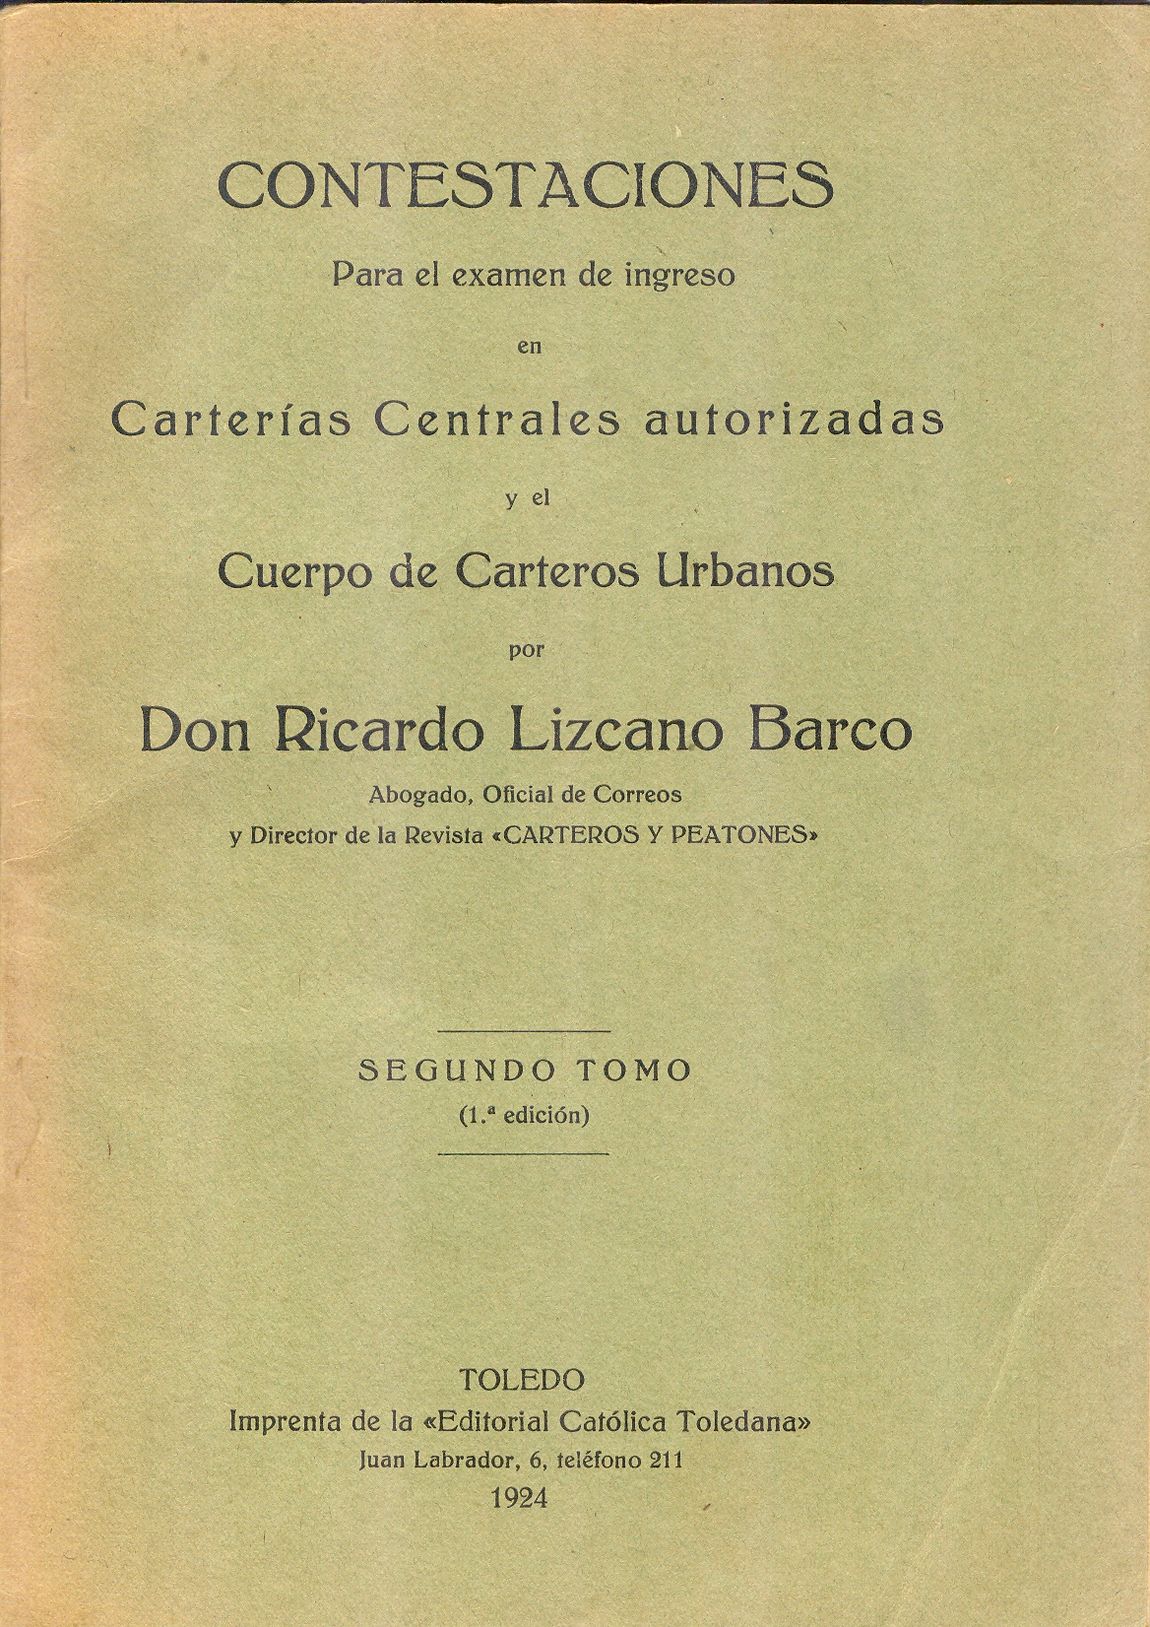 CONTESTACIONES
Para el examen de ingreso
en
Carterías Centrales autorizadas
y el
Cuerpo de Carteros Urbanos
por
Don Ricardo Lizcano Barco
Abogado, Oficial de Correos
y Director de la Revista «CARTEROS Y PEATONES»
SEGUNDO TOMO
(1.ª edición)
TOLEDO
Imprenta de la «Editorial Católica Toledana»
Juan Labrador, 6, teléfono 211
1924